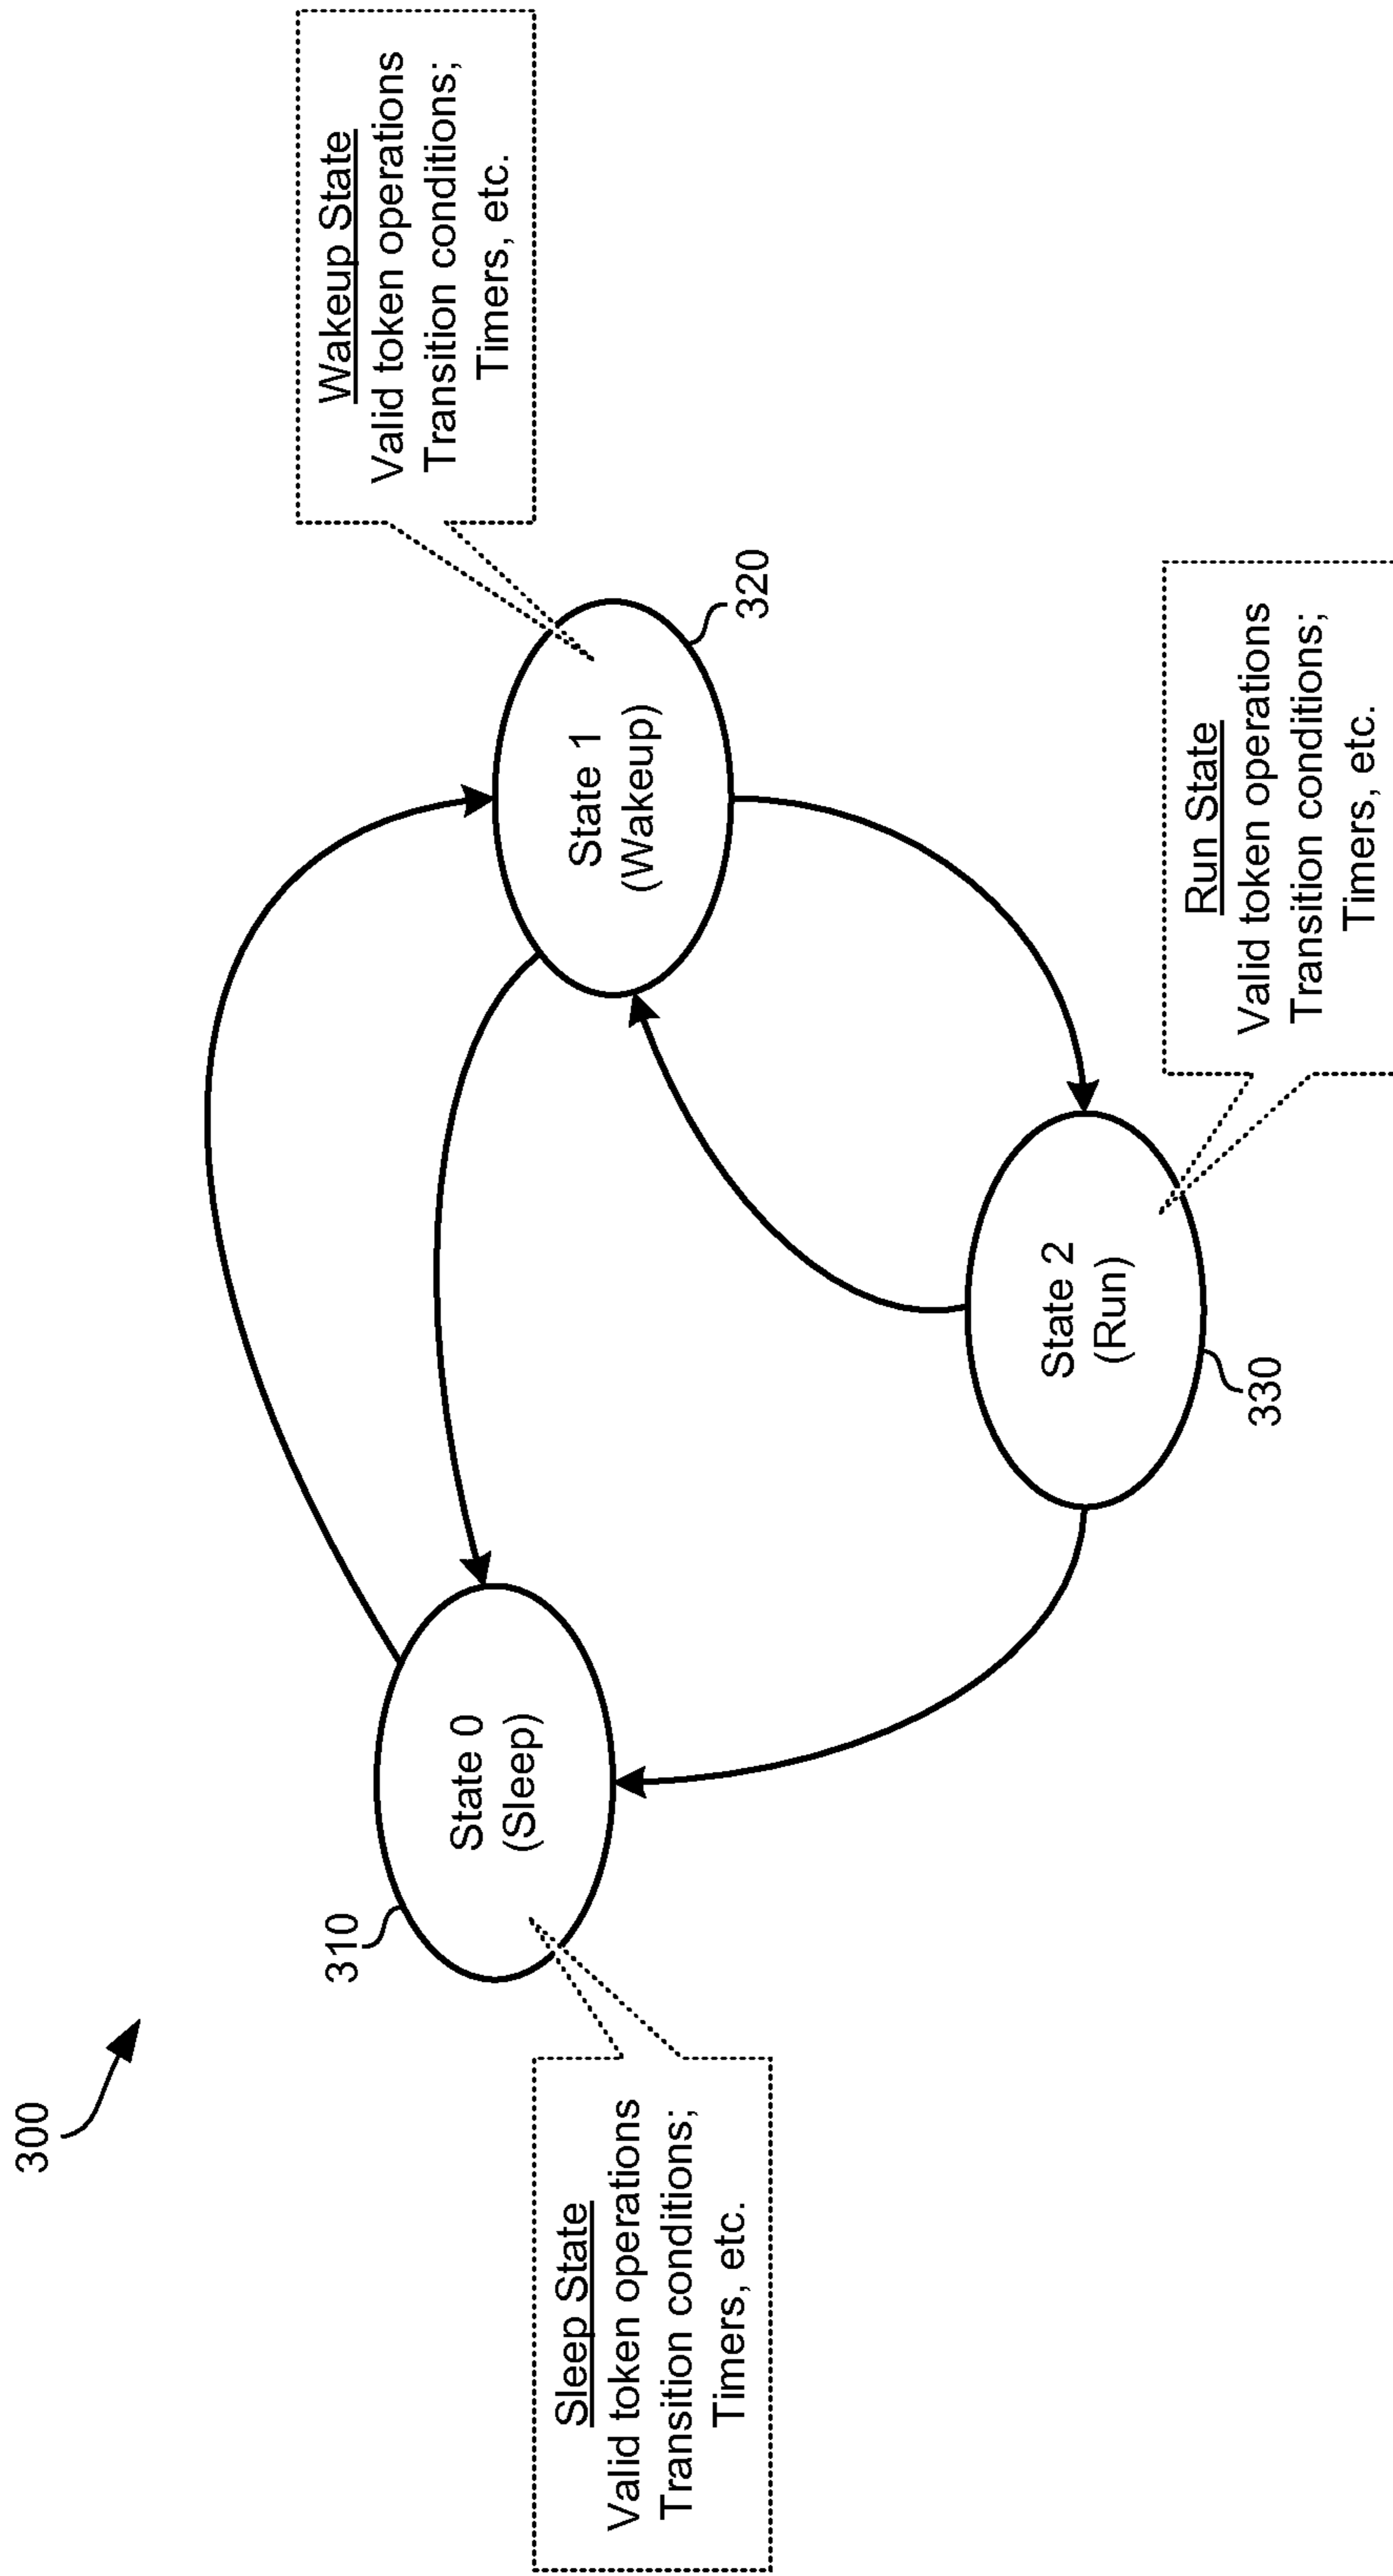 300
310
State 0
(Sleep)
Sleep State
Valid token operations
Transition conditions;
Timers, etc.
State 1
(Wakeup)
320
Wakeup State
Valid token operations
Transition conditions;
Timers, etc.
State 2
(Run)
330
Run State
Valid token operations
Transition conditions;
Timers, etc.